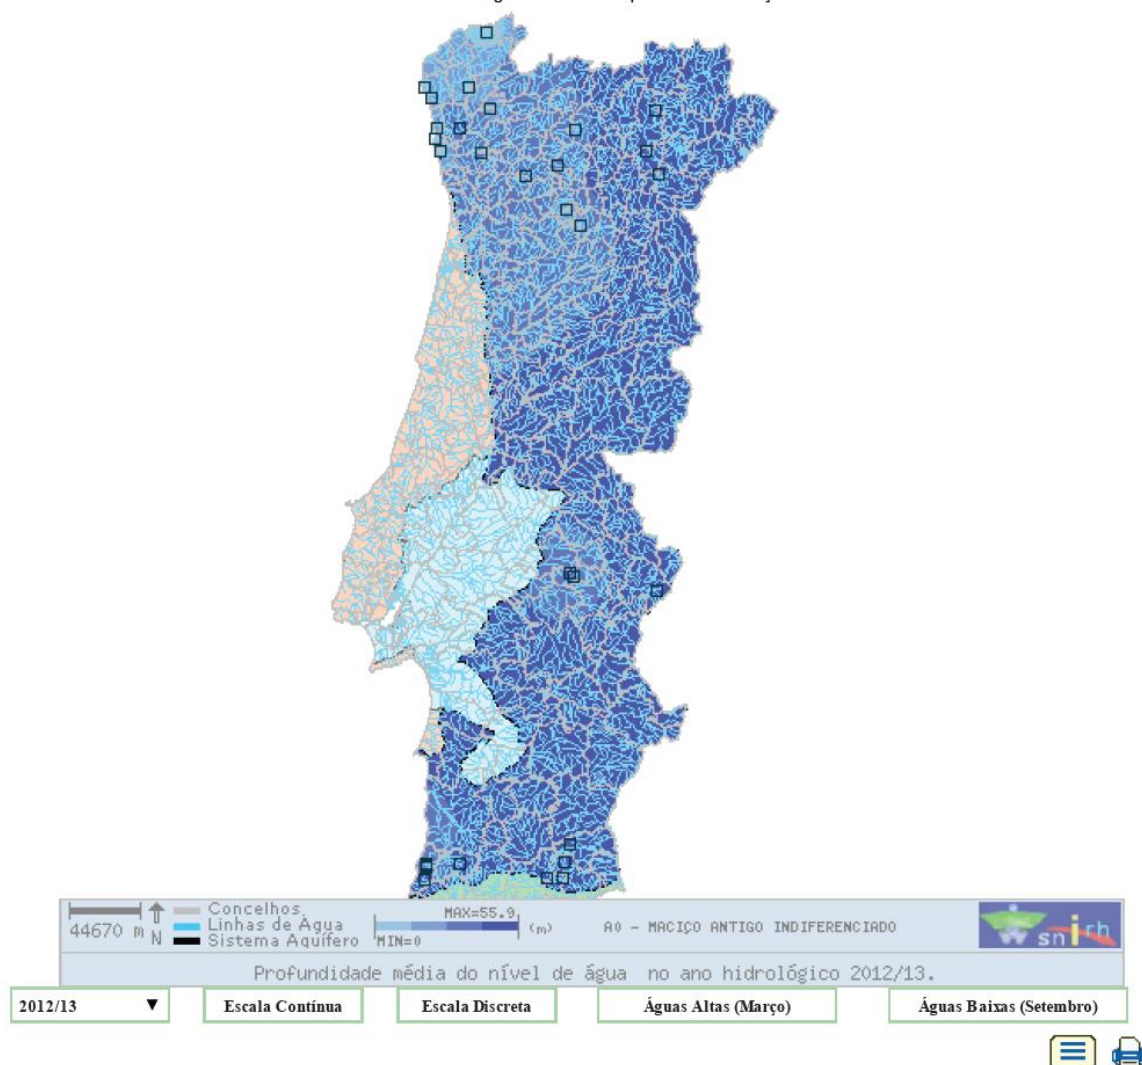 Concelhos
Linhas de Água
Sistema Aquífero
44670 m
N
MAX=55.9
MIN=0
(m)
A0 - MACIÇO ANTIGO INDIFERENCIADO
snirh
Profundidade média do nível de água no ano hidrológico 2012/13.
2012/13 ▼
Escala Contínua
Escala Discreta
Águas Altas (Março)
Águas Baixas (Setembro)